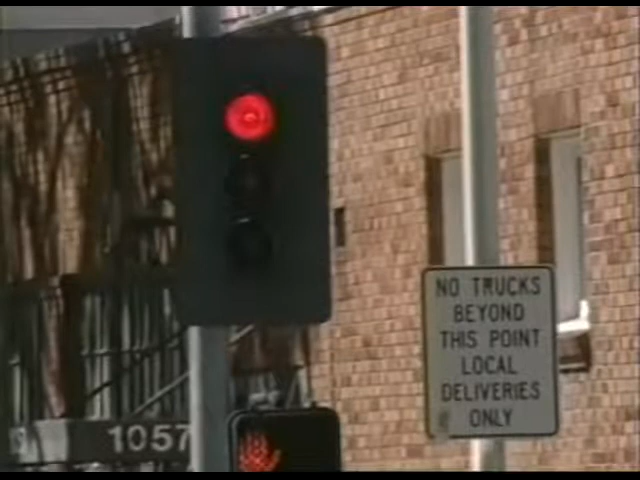 NO TRUCKS
BEYOND
THIS POINT
LOCAL
DELIVERIES
ONLY
1057